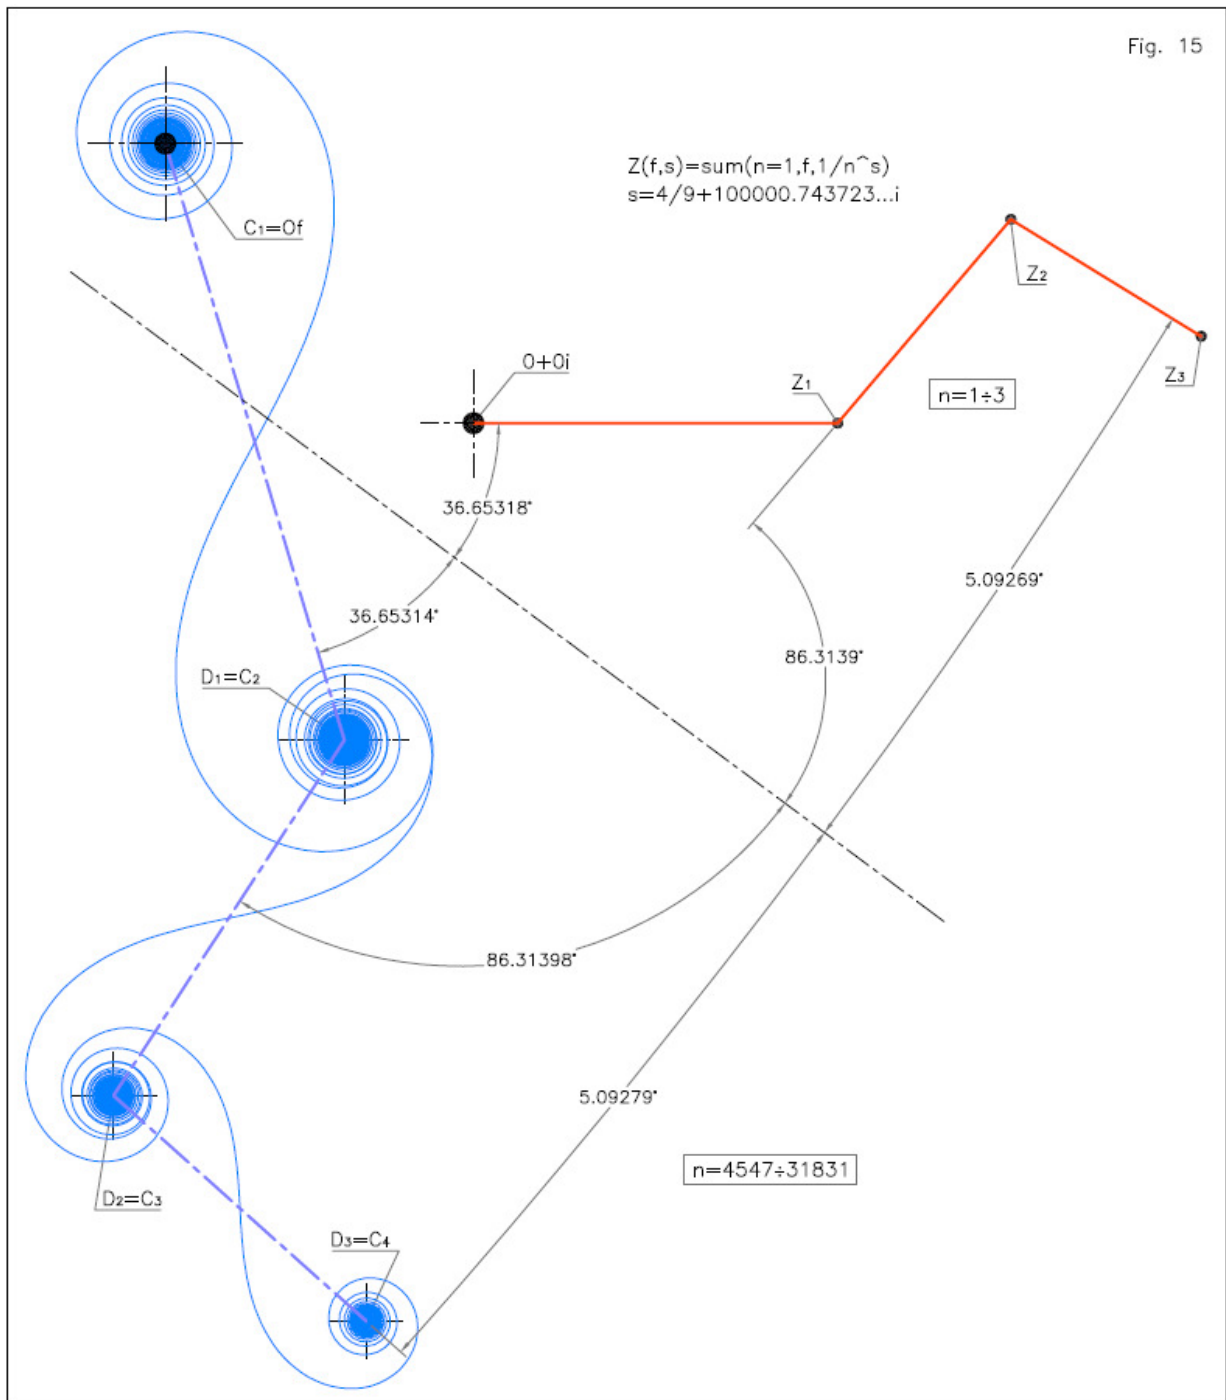 Fig. 15
Z(f,s)=sum(n=1,f,1/n^s)
s=4/9+100000.743723...i
C1=Of
Z2
0+0i
Z1
Z3
n=1÷3
36.65318°
5.09269°
36.65314°
86.3139°
D1=C2
86.31398°
5.09279°
n=4547÷31831
D2=C3
D3=C4